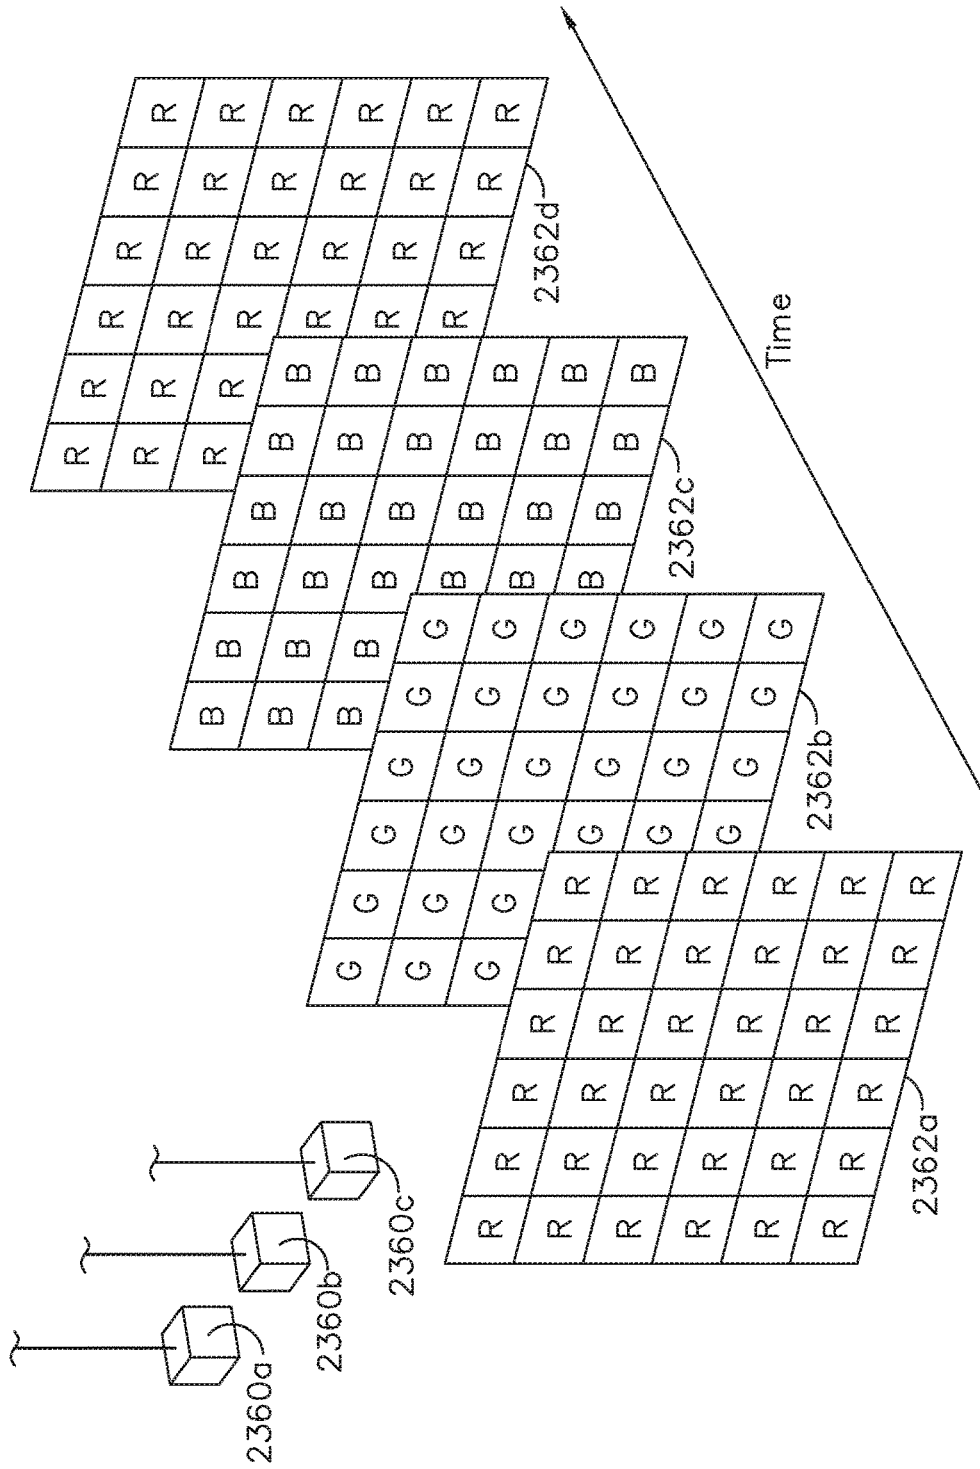 2360a
2360b
2360c
R R R R R R
R R R R R R
R R R R R R
R R R R
R R R R
R R R R
2362d
B B B B B B
B B B B B B
B B B B B B
B B B B
B B B B
B B B B
2362c
G G G G G G
G G G G G G
G G G G G G
G G G G
G G G G
G G G G
2362b
R R R R R R
R R R R R R
R R R R R R
R R R R R R
R R R R R R
R R R R R R
2362a
Time